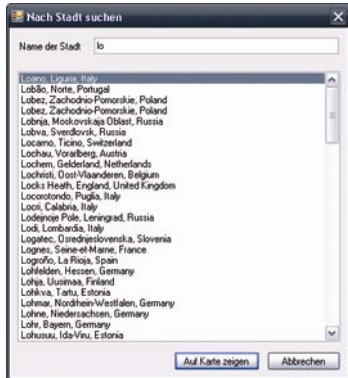 Nach Stadt suchen
Name der Stadt lo
Loano, Liguria, Italy
Lobão, Norte, Portugal
Lobez, Zachodnio-Pomorskie, Poland
Lobez, Zachodnio-Pomorskie, Poland
Lobnja, Moskovskaja Oblast, Russia
Lobva, Sverdlovsk, Russia
Locarno, Ticino, Switzerland
Lochau, Vorarlberg, Austria
Lochem, Gelderland, Netherlands
Lochristi, Oost-Vlaanderen, Belgium
Locks Heath, England, United Kingdom
Locorotondo, Puglia, Italy
Locri, Calabria, Italy
Lodejnoje Pole, Leningrad, Russia
Lodi, Lombardia, Italy
Logatec, Osrednjeslovenska, Slovenia
Lognes, Seine-et-Marne, France
Logroño, La Rioja, Spain
Lohfelden, Hessen, Germany
Lohja, Uusimaa, Finland
Lohkva, Tartu, Estonia
Lohmar, Nordrhein-Westfalen, Germany
Lohne, Niedersachsen, Germany
Lohr, Bayern, Germany
Lohusuu, Ida-Viru, Estonia
Auf Karte zeigen Abbrechen